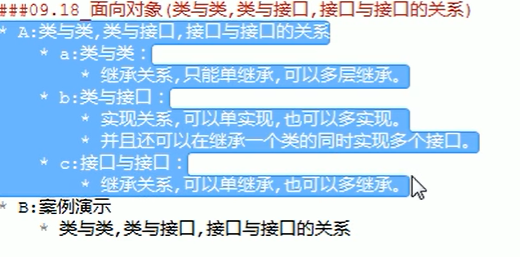 ###09.18_面向对象(类与类,类与接口,接口与接口的关系)
* A:类与类,类与接口,接口与接口的关系
* a:类与类：
* 继承关系,只能单继承,可以多层继承。
* b:类与接口：
* 实现关系,可以单实现,也可以多实现。
* 并且还可以在继承一个类的同时实现多个接口。
* c:接口与接口：
* 继承关系,可以单继承,也可以多继承。
* B:案例演示
* 类与类,类与接口,接口与接口的关系